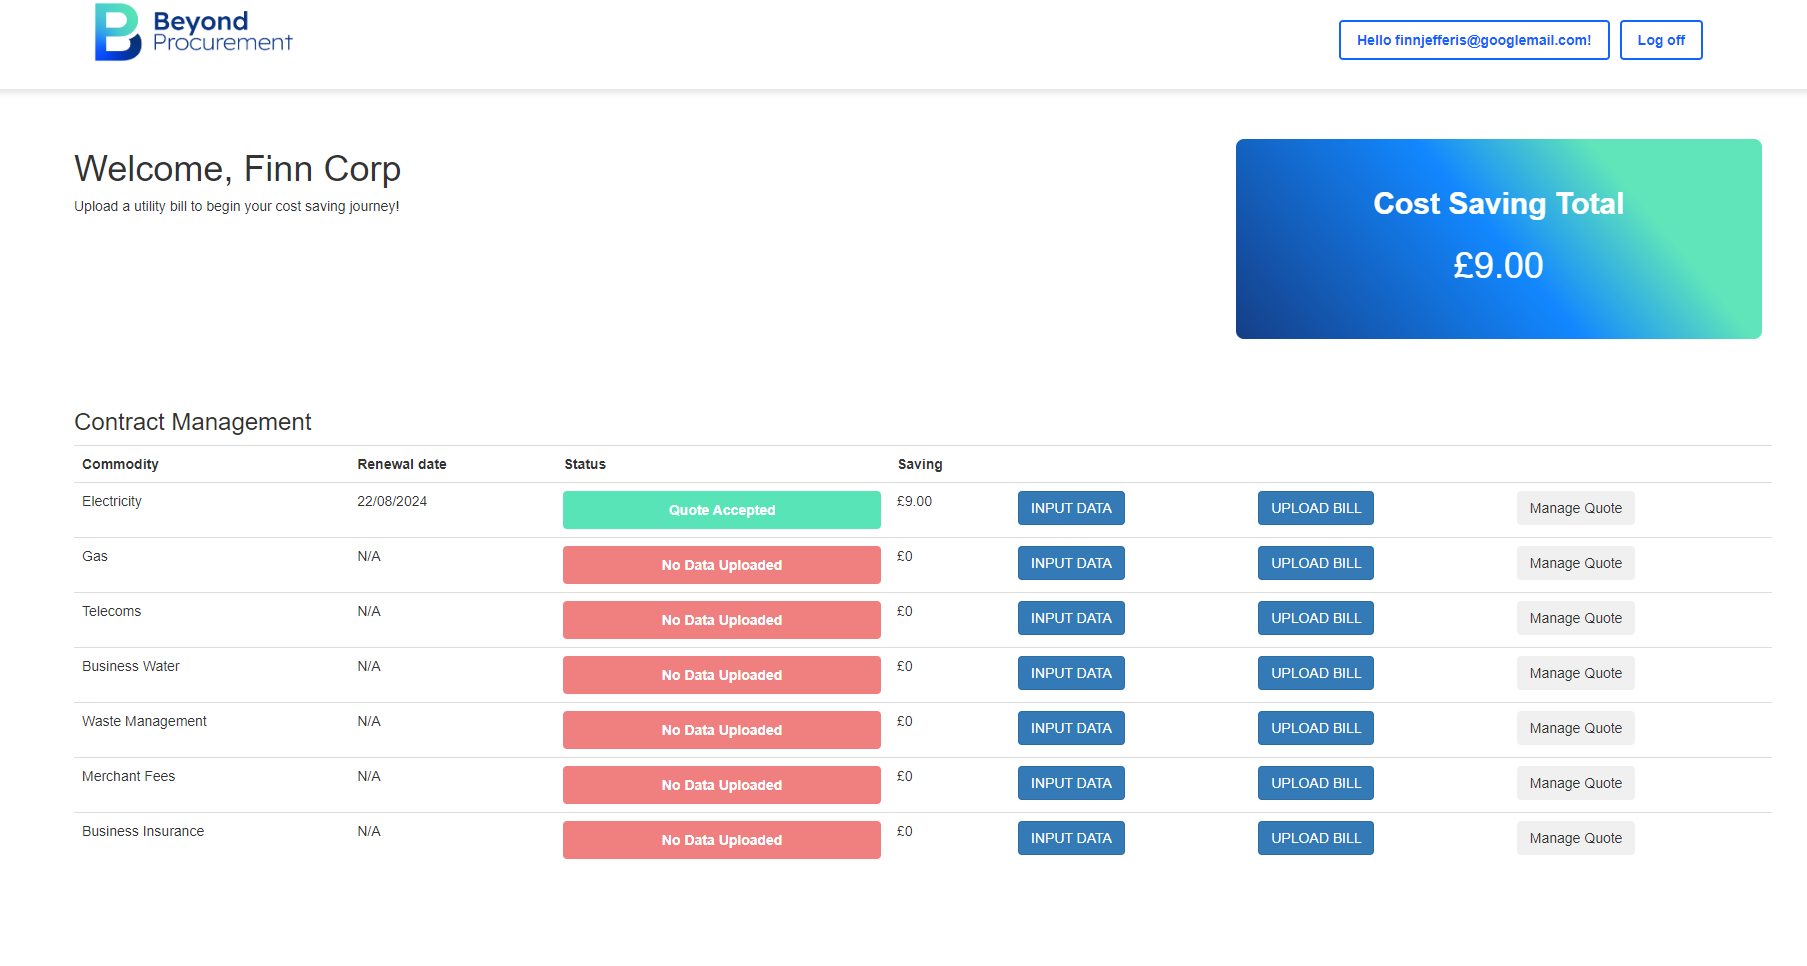 Beyond
Procurement
Hello finnjefferis@googlemail.com!
Log off
Welcome, Finn Corp
Upload a utility bill to begin your cost saving journey!
Cost Saving Total
£9.00
Contract Management
Commodity Renewal date Status Saving
Electricity 22/08/2024 Quote Accepted £9.00 INPUT DATA UPLOAD BILL Manage Quote
Gas N/A No Data Uploaded £0 INPUT DATA UPLOAD BILL Manage Quote
Telecoms N/A No Data Uploaded £0 INPUT DATA UPLOAD BILL Manage Quote
Business Water N/A No Data Uploaded £0 INPUT DATA UPLOAD BILL Manage Quote
Waste Management N/A No Data Uploaded £0 INPUT DATA UPLOAD BILL Manage Quote
Merchant Fees N/A No Data Uploaded £0 INPUT DATA UPLOAD BILL Manage Quote
Business Insurance N/A No Data Uploaded £0 INPUT DATA UPLOAD BILL Manage Quote